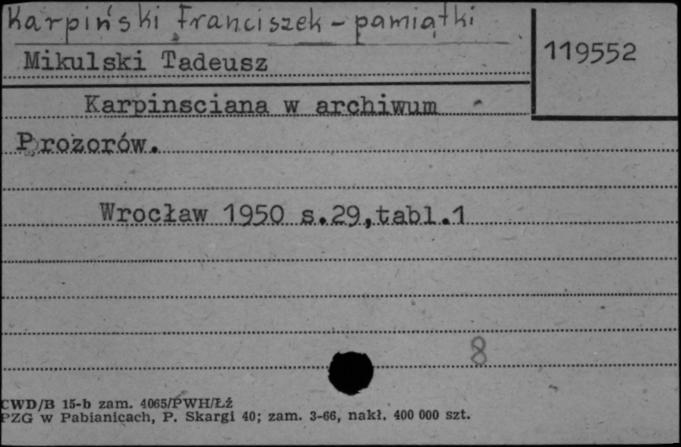 Karpiński Franciszek - pamiątki
Mikulski Tadeusz
119552
Karpinsciana w archiwum
Prozorów.
Wrocław 1950 s.29,tabl.1
8
CWD/B 15-b zam. 4065/PWH/Łź
PZG w Pabianicach, P. Skargi 40; zam. 3-66, nakł. 400 000 szt.